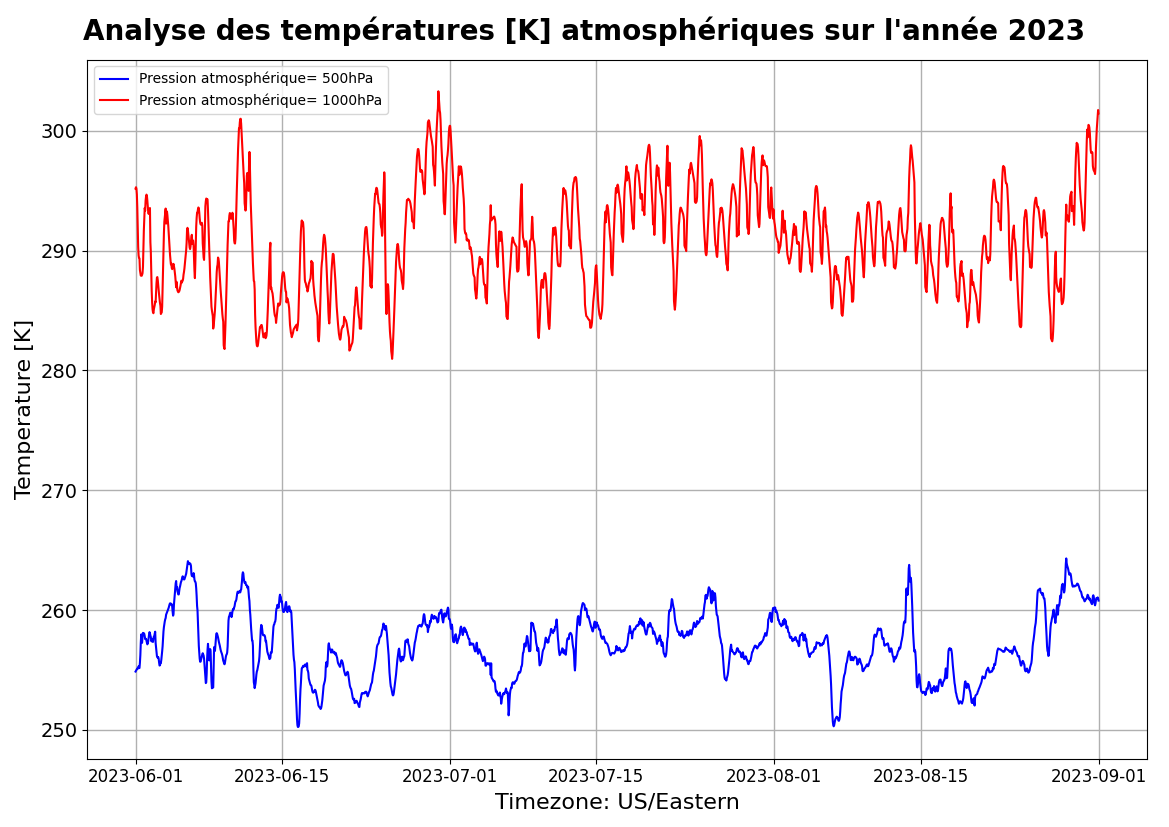 Analyse des températures [K] atmosphériques sur l'année 2023
Pression atmosphérique= 500hPa
Pression atmosphérique= 1000hPa
Temperature [K]
300
290
280
270
260
250
2023-06-01
2023-06-15
2023-07-01
2023-07-15
2023-08-01
2023-08-15
2023-09-01
Timezone: US/Eastern